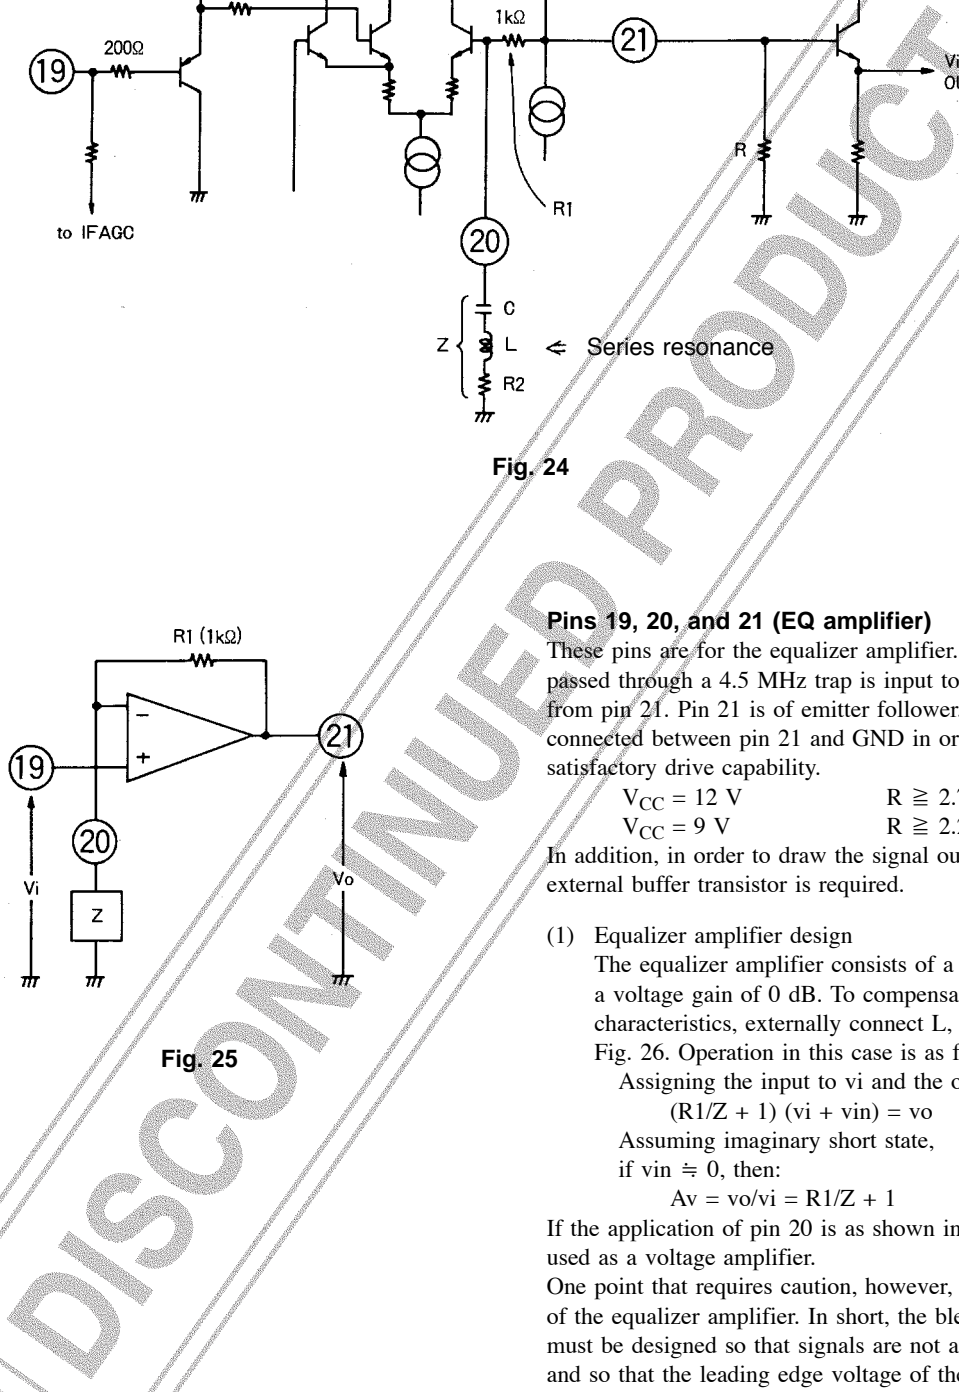 1kΩ
200Ω
19
21
R
R1
to IFAGC
20
C
Z
L
Series resonance
R2
Fig. 24
R1 (1kΩ)
−
+
19
21
20
Vi
Z
Vo
Fig. 25
Pins 19, 20, and 21 (EQ amplifier)
These pins are for the equalizer amplifier.
passed through a 4.5 MHz trap is input to
from pin 21. Pin 21 is of emitter follower
connected between pin 21 and GND in
satisfactory drive capability.
VCC = 12 V R ≧
VCC = 9 V R ≧
In addition, in order to draw the signal
external buffer transistor is required.
(1) Equalizer amplifier design
The equalizer amplifier consists of a
a voltage gain of 0 dB. To
characteristics, externally connect L,
Fig. 26. Operation in this case is as
Assigning the input to vi and the
(R1/Z + 1) (vi + vin) = vo
Assuming imaginary short state,
if vin ≒ 0, then:
Av = vo/vi = R1/Z + 1
If the application of pin 20 is as shown in
used as a voltage amplifier.
One point that requires caution, however,
of the equalizer amplifier. In short, the
must be designed so that signals are not
and so that the leading edge voltage of the
DISCONTINUED PRODUCT